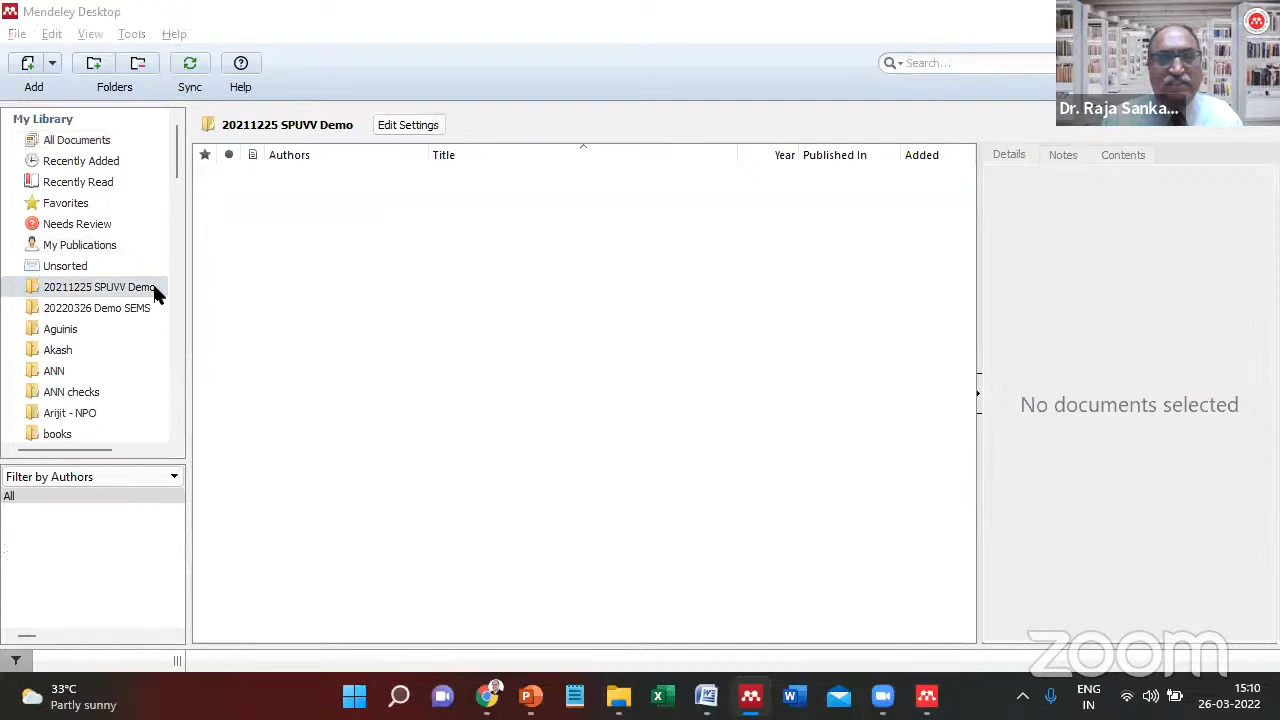 Mendeley Desktop
File Edit View Tools Help
Add Folders Sync Help
Search...
Dr. Raja Sanka...
My Library
All Documents
Recently Added
Recently Read
Favorites
Needs Review
My Publications
Unsorted
20211225 SPUVV Demo
20220326 Demo SEMS
Aguinis
Akash
ANN
ANN checks
Arijit - NPO
books
Filter by Authors
All
20211225 SPUVV Demo Edit Settings
Authors Title Year Published In Added
Details Notes Contents
No documents selected
zoom
33°C
Partly sunny
ENG
IN
15:10
26-03-2022